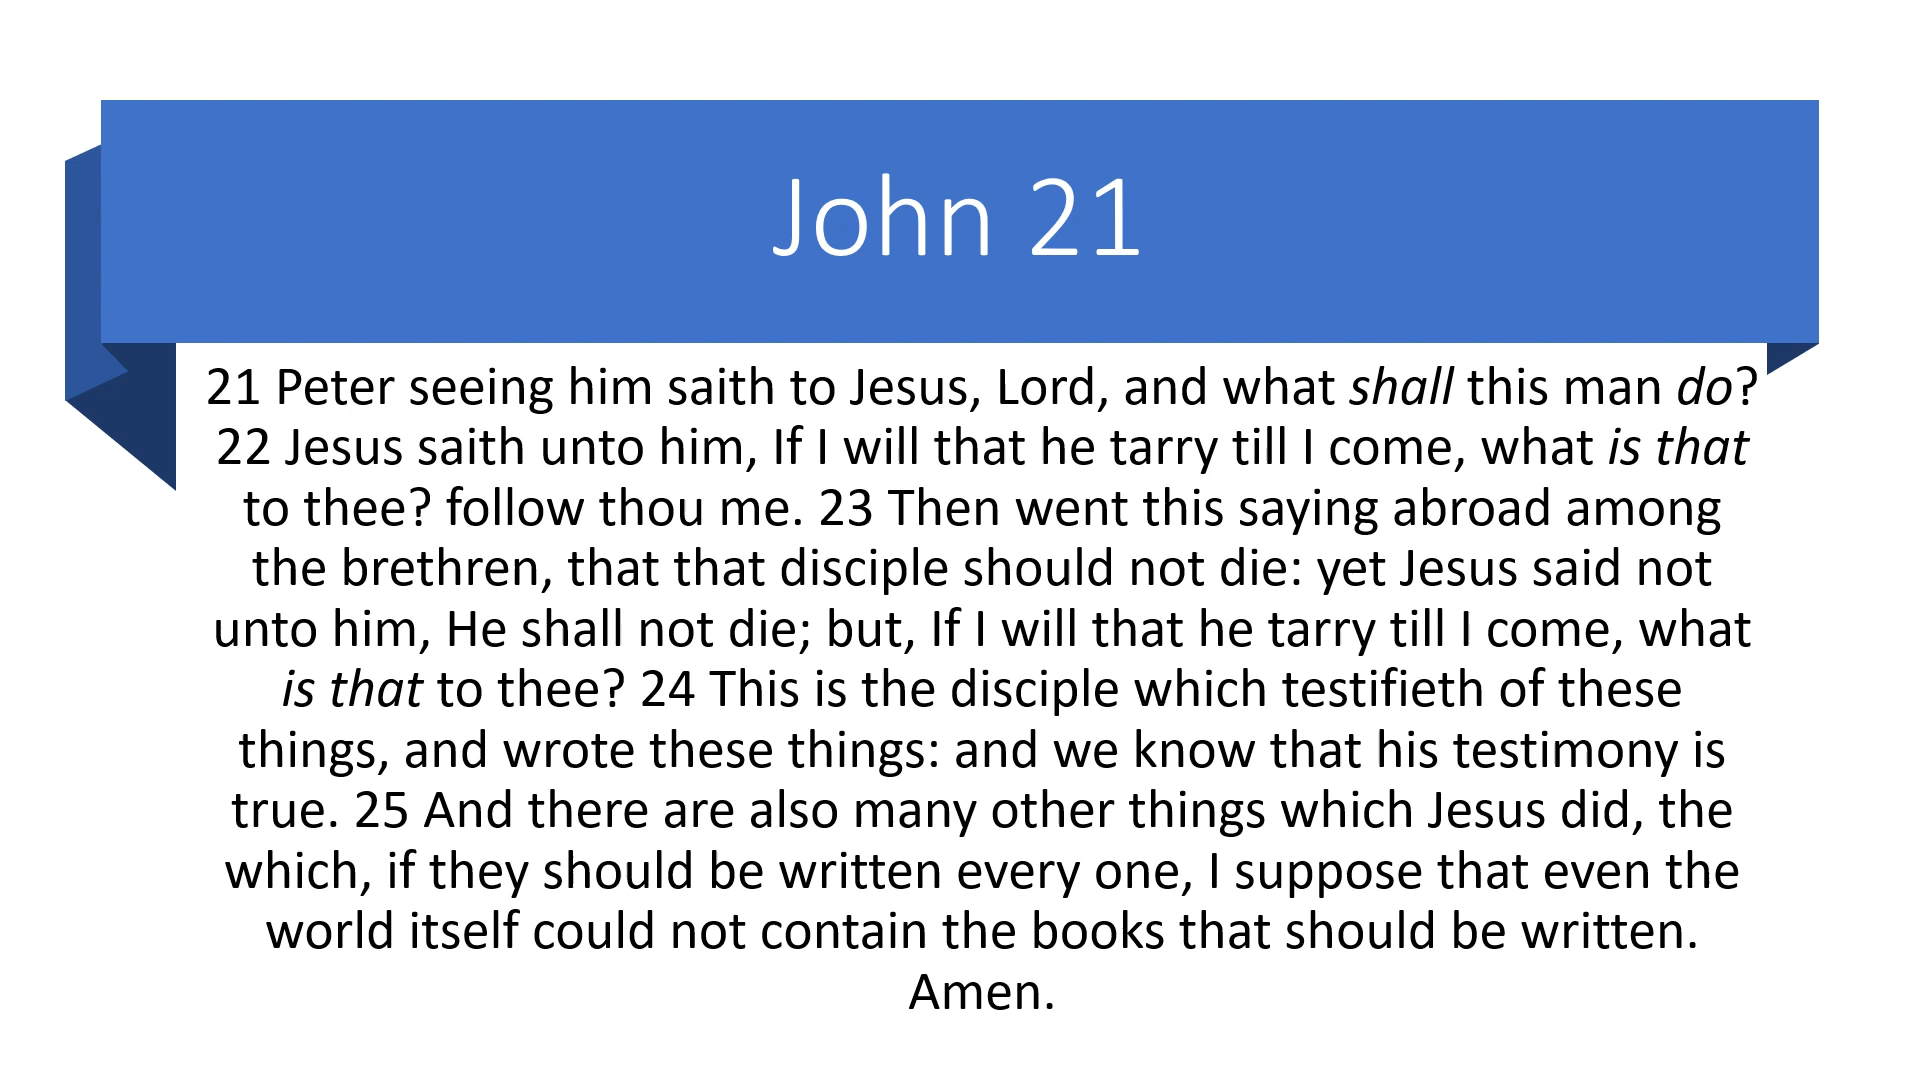 John 21
21 Peter seeing him saith to Jesus, Lord, and what shall this man do?
22 Jesus saith unto him, If I will that he tarry till I come, what is that
to thee? follow thou me. 23 Then went this saying abroad among
the brethren, that that disciple should not die: yet Jesus said not
unto him, He shall not die; but, If I will that he tarry till I come, what
is that to thee? 24 This is the disciple which testifieth of these
things, and wrote these things: and we know that his testimony is
true. 25 And there are also many other things which Jesus did, the
which, if they should be written every one, I suppose that even the
world itself could not contain the books that should be written.
Amen.